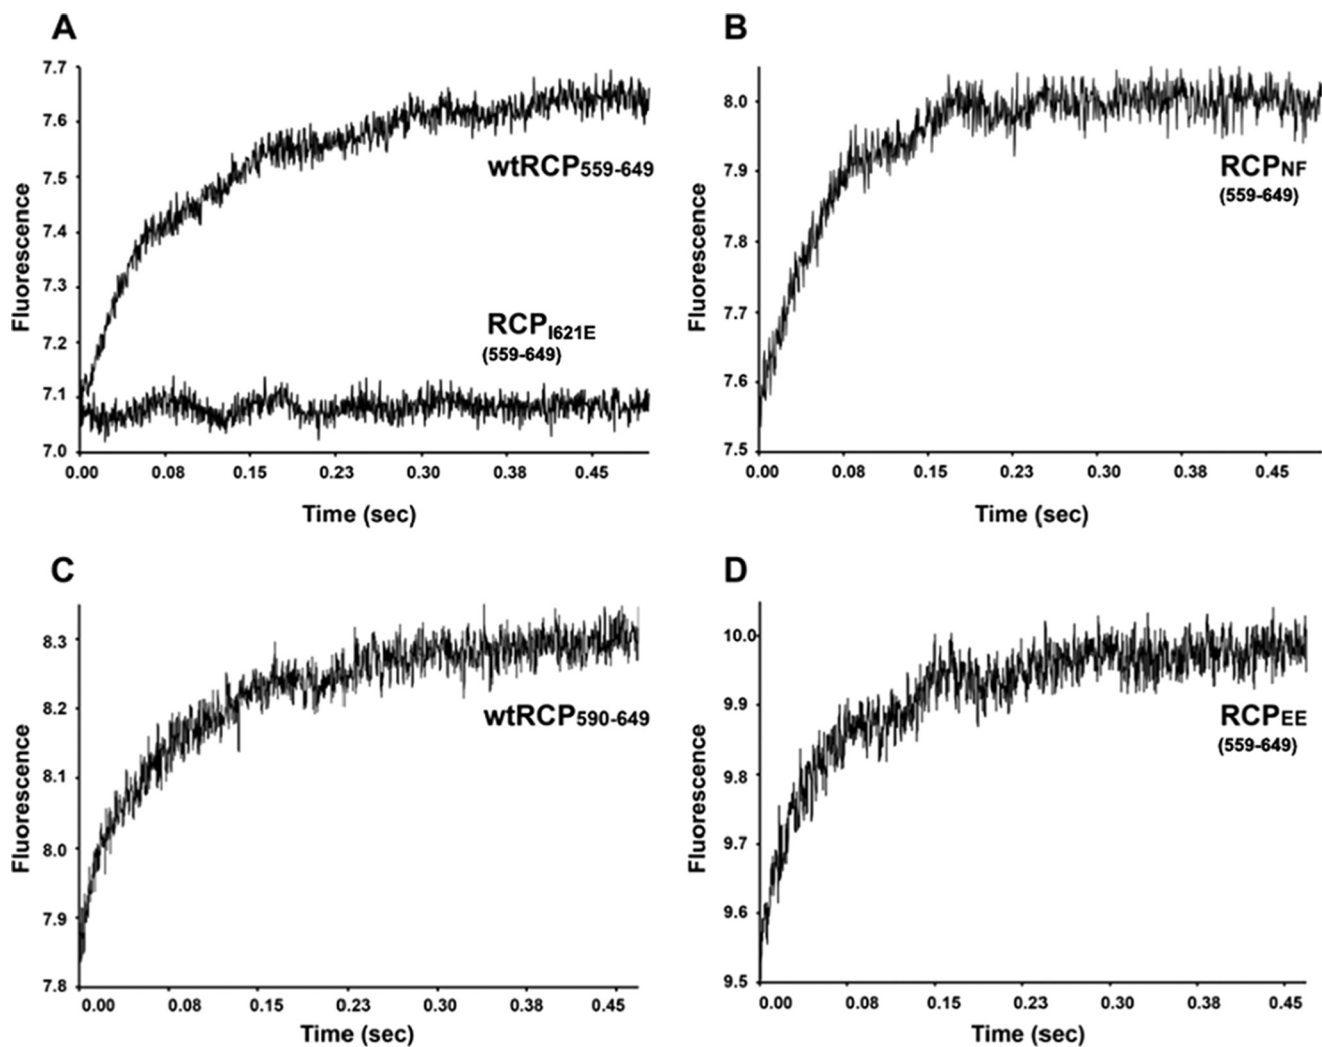 A
7.7
7.6
7.5
7.4
7.3
7.2
7.1
7.0
Fluorescence
wtRCP559-649
RCPI621E
(559-649)
0.00 0.08 0.15 0.23 0.30 0.38 0.45
Time (sec)
B
8.0
7.9
7.8
7.7
7.6
7.5
Fluorescence
RCPNF
(559-649)
0.00 0.08 0.15 0.23 0.30 0.38 0.45
Time (sec)
C
8.3
8.2
8.1
8.0
7.9
7.8
Fluorescence
wtRCP590-649
0.00 0.08 0.15 0.23 0.30 0.38 0.45
Time (sec)
D
10.0
9.9
9.8
9.7
9.6
9.5
Fluorescence
RCPEE
(559-649)
0.00 0.08 0.15 0.23 0.30 0.38 0.45
Time (sec)